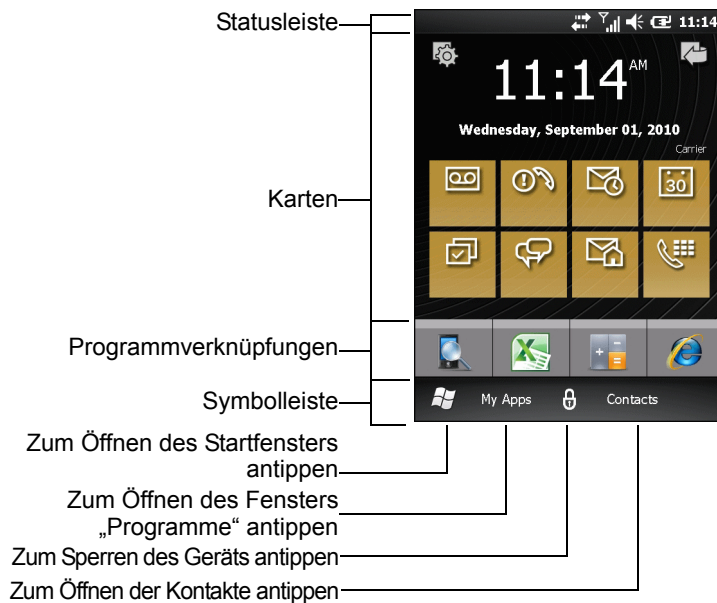 Statusleiste
11:14
11:14 AM
Wednesday, September 01, 2010
Carrier
Karten
30
Programmverknüpfungen
Symbolleiste
My Apps
Contacts
Zum Öffnen des Startfensters
antippen
Zum Öffnen des Fensters
„Programme“ antippen
Zum Sperren des Geräts antippen
Zum Öffnen der Kontakte antippen